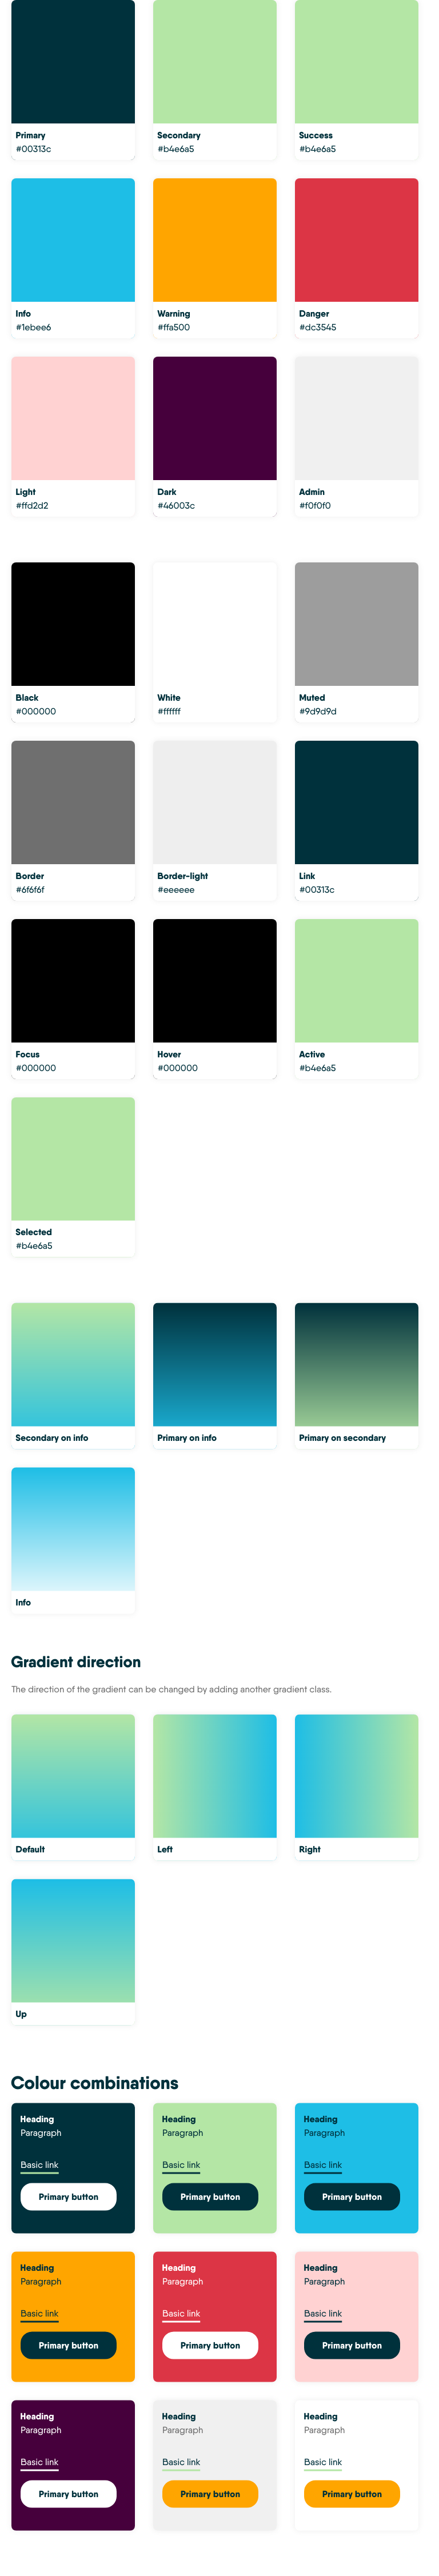 Primary
#00313c
Secondary
#b4e6a5
Success
#b4e6a5
Info
#1ebee6
Warning
#ffa500
Danger
#dc3545
Light
#ffd2d2
Dark
#46003c
Admin
#f0f0f0
Black
#000000
White
#ffffff
Muted
#9d9d9d
Border
#6f6f6f
Border-light
#eeeeee
Link
#00313c
Focus
#000000
Hover
#000000
Active
#b4e6a5
Selected
#b4e6a5
Secondary on info
Primary on info
Primary on secondary
Info
Gradient direction
The direction of the gradient can be changed by adding another gradient class.
Default
Left
Right
Up
Colour combinations
Heading
Paragraph
Basic link
Primary button
Heading
Paragraph
Basic link
Primary button
Heading
Paragraph
Basic link
Primary button
Heading
Paragraph
Basic link
Primary button
Heading
Paragraph
Basic link
Primary button
Heading
Paragraph
Basic link
Primary button
Heading
Paragraph
Basic link
Primary button
Heading
Paragraph
Basic link
Primary button
Heading
Paragraph
Basic link
Primary button